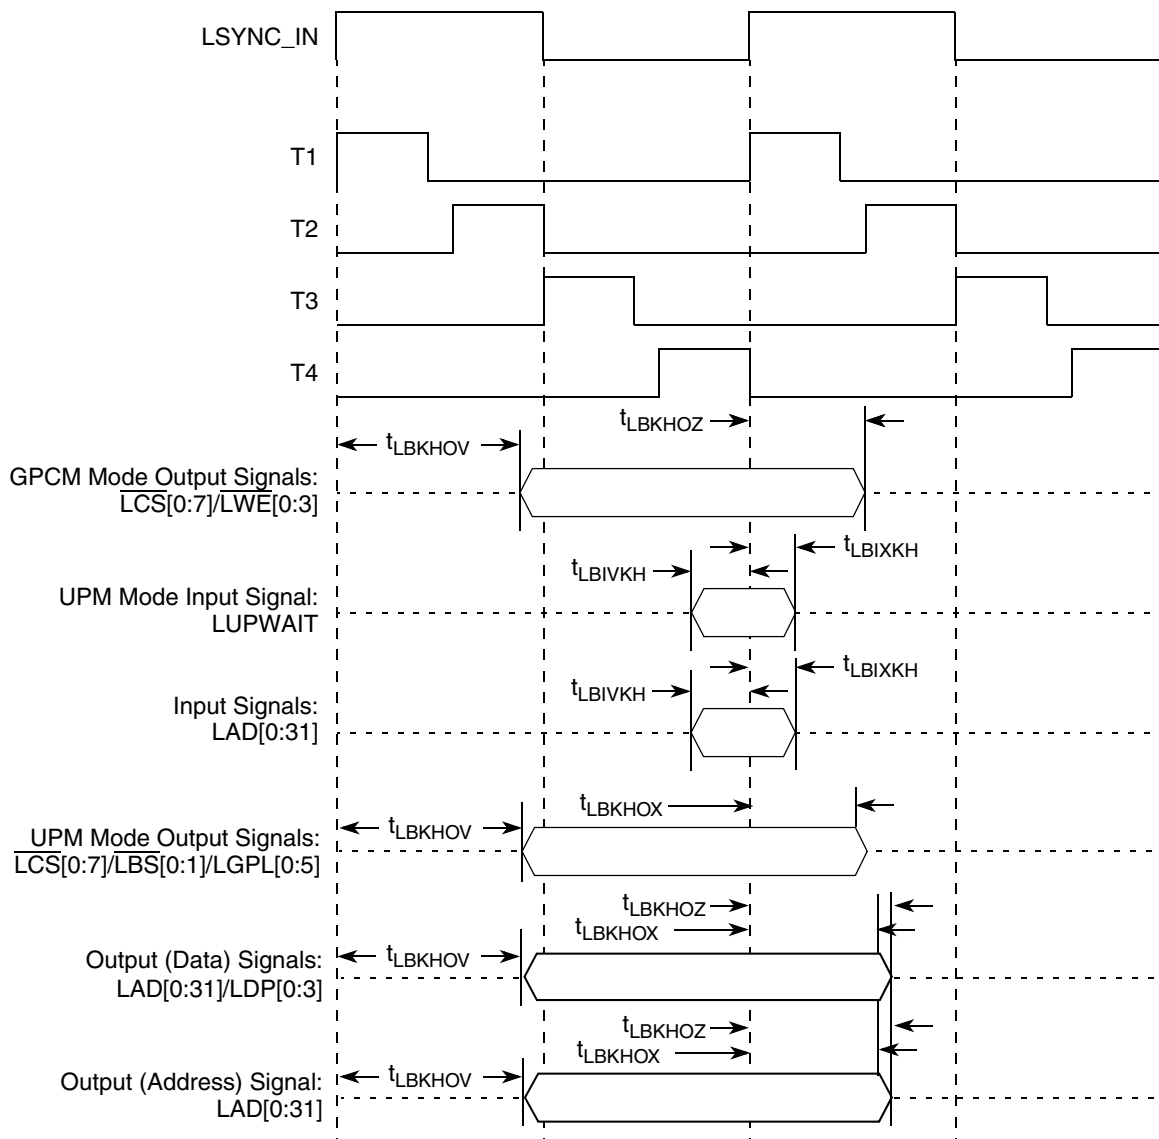 LSYNC_IN
T1
T2
T3
T4
tLBKHOZ
tLBKHOV
GPCM Mode Output Signals:
LCS[0:7]/LWE[0:3]
tLBIXKH
tLBIVKH
UPM Mode Input Signal:
LUPWAIT
tLBIXKH
tLBIVKH
Input Signals:
LAD[0:31]
tLBKHOX
tLBKHOV
UPM Mode Output Signals:
LCS[0:7]/LBS[0:1]/LGPL[0:5]
tLBKHOZ
tLBKHOX
tLBKHOV
Output (Data) Signals:
LAD[0:31]/LDP[0:3]
tLBKHOZ
tLBKHOX
tLBKHOV
Output (Address) Signal:
LAD[0:31]